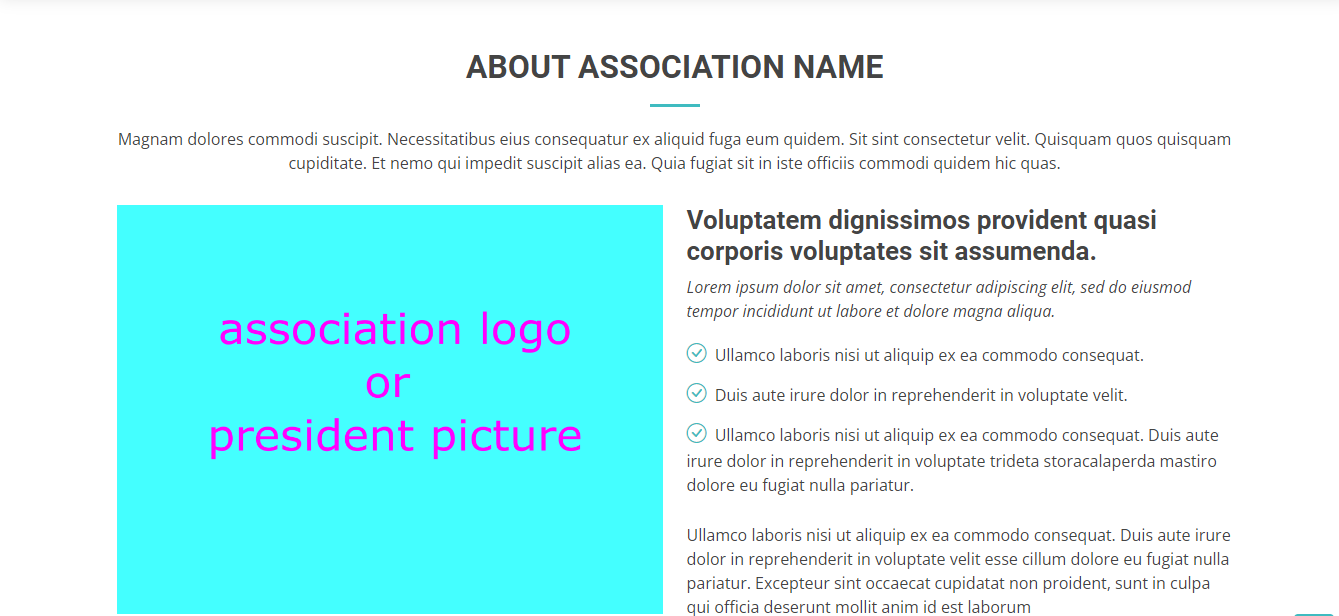 ABOUT ASSOCIATION NAME
Magnam dolores commodi suscipit. Necessitatibus eius consequatur ex aliquid fuga eum quidem. Sit sint consectetur velit. Quisquam quos quisquam
cupiditate. Et nemo qui impedit suscipit alias ea. Quia fugiat sit in iste officiis commodi quidem hic quas.
association logo
or
president picture
Voluptatem dignissimos provident quasi
corporis voluptates sit assumenda.
Lorem ipsum dolor sit amet, consectetur adipiscing elit, sed do eiusmod
tempor incididunt ut labore et dolore magna aliqua.
Ullamco laboris nisi ut aliquip ex ea commodo consequat.
Duis aute irure dolor in reprehenderit in voluptate velit.
Ullamco laboris nisi ut aliquip ex ea commodo consequat. Duis aute
irure dolor in reprehenderit in voluptate trideta storacalaperda mastiro
dolore eu fugiat nulla pariatur.
Ullamco laboris nisi ut aliquip ex ea commodo consequat. Duis aute irure
dolor in reprehenderit in voluptate velit esse cillum dolore eu fugiat nulla
pariatur. Excepteur sint occaecat cupidatat non proident, sunt in culpa
qui officia deserunt mollit anim id est laborum